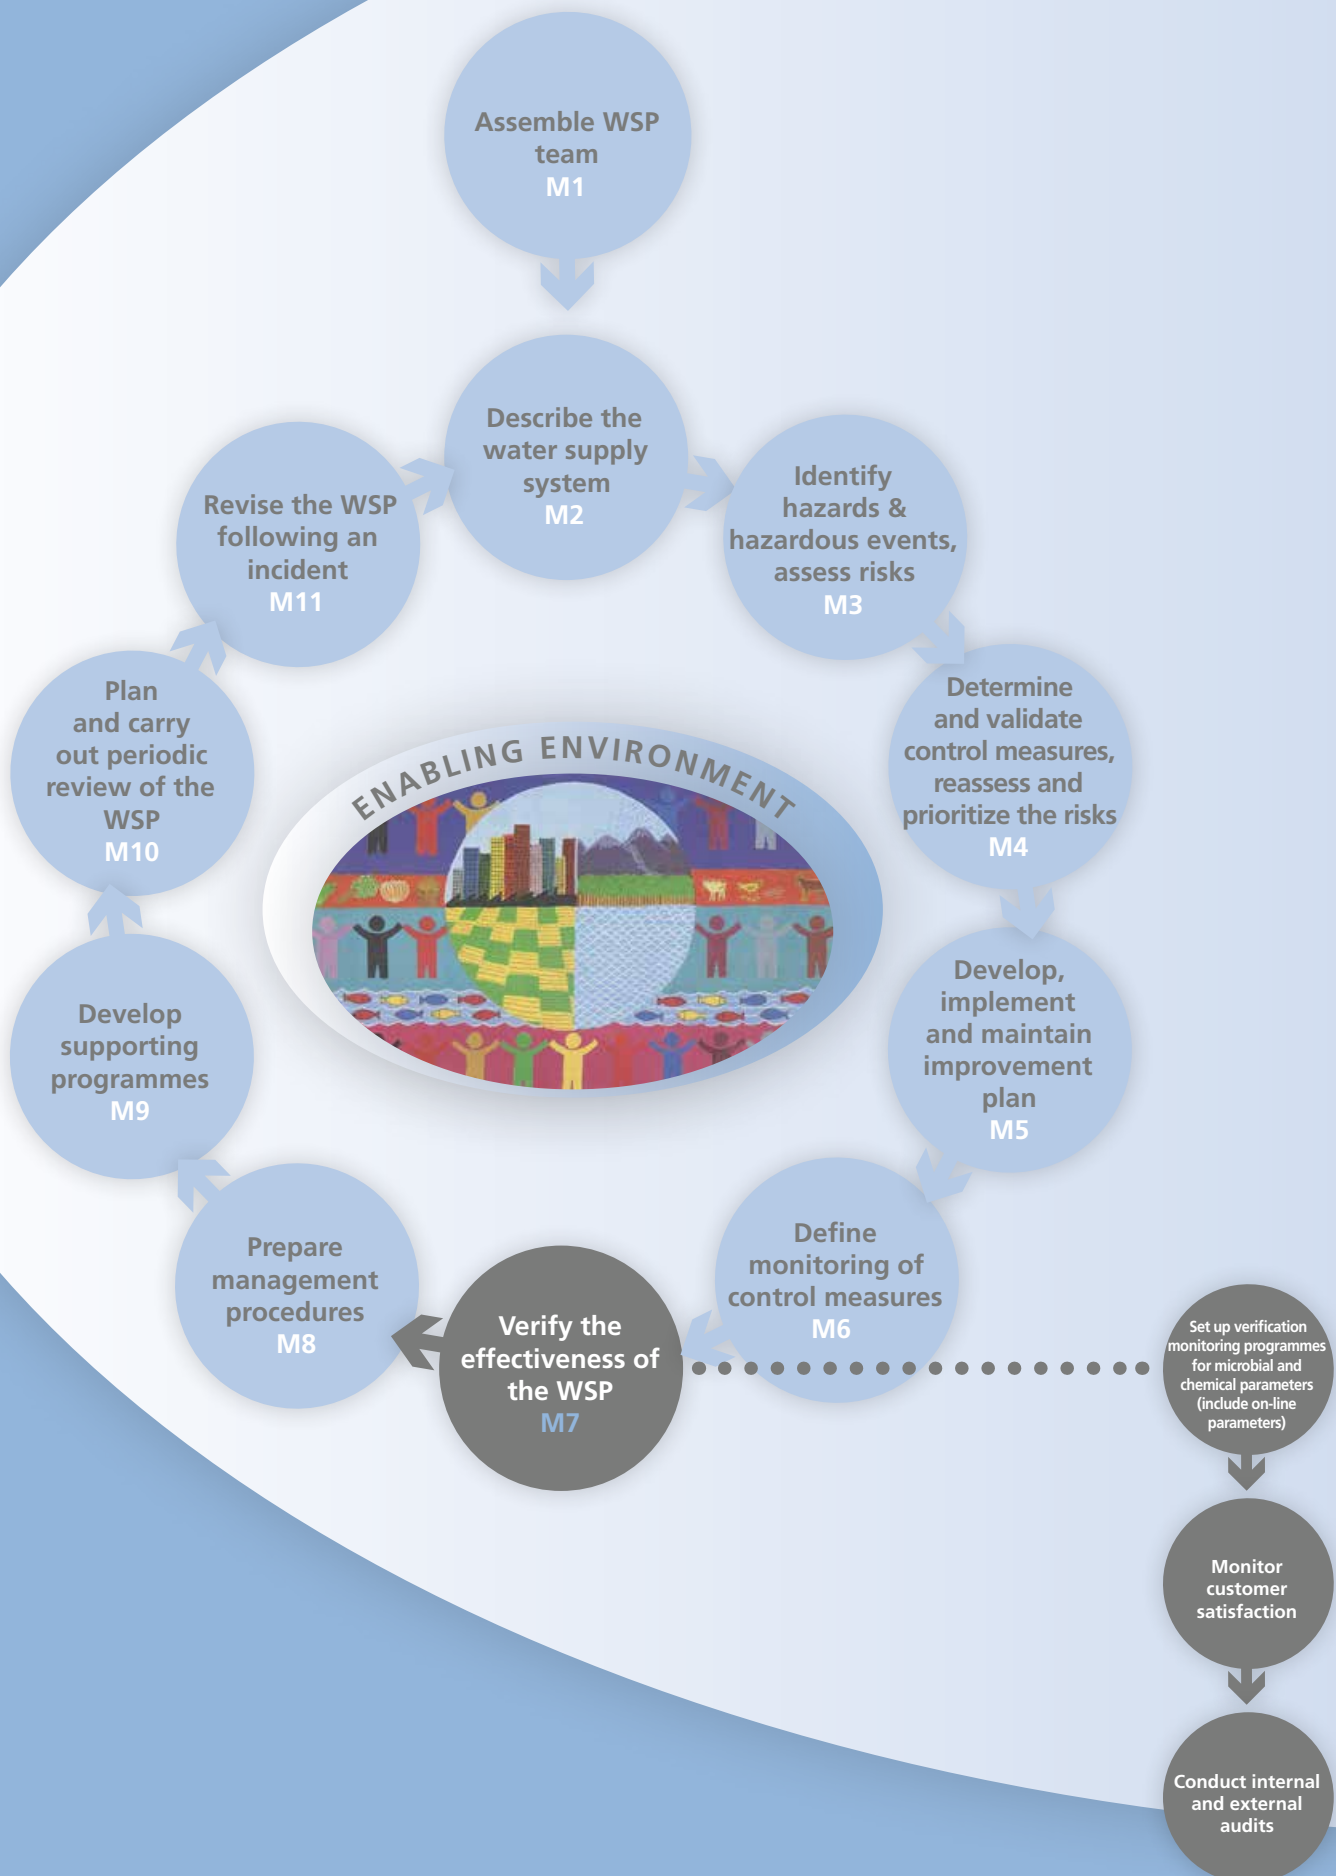 Assemble WSP
team
M1
Describe the
water supply
system
M2
Identify
hazards &
hazardous events,
assess risks
M3
Determine
and validate
control measures,
reassess and
prioritize the risks
M4
Develop,
implement
and maintain
improvement
plan
M5
Define
monitoring of
control measures
M6
Verify the
effectiveness of
the WSP
M7
Prepare
management
procedures
M8
Develop
supporting
programmes
M9
Plan
and carry
out periodic
review of the
WSP
M10
Revise the WSP
following an
incident
M11
ENABLING ENVIRONMENT
Set up verification
monitoring programmes
for microbial and
chemical parameters
(include on-line
parameters)
Monitor
customer
satisfaction
Conduct internal
and external
audits